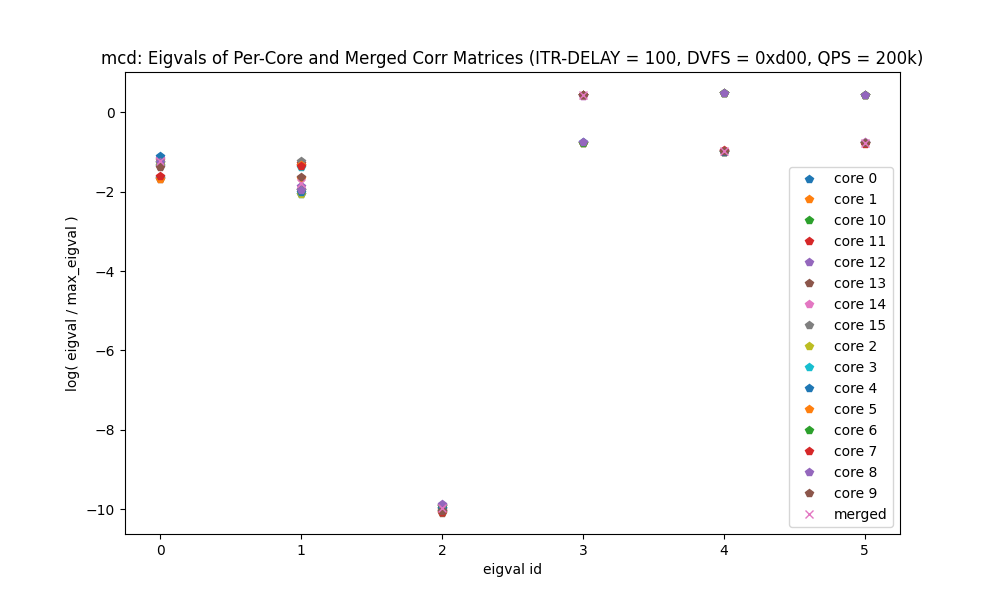 mcd: Eigvals of Per-Core and Merged Corr Matrices (ITR-DELAY = 100, DVFS = 0xd00, QPS = 200k)
log( eigval / max_eigval )
0
−2
−4
−6
−8
−10
0 1 2 3 4 5
eigval id
core 0
core 1
core 10
core 11
core 12
core 13
core 14
core 15
core 2
core 3
core 4
core 5
core 6
core 7
core 8
core 9
merged